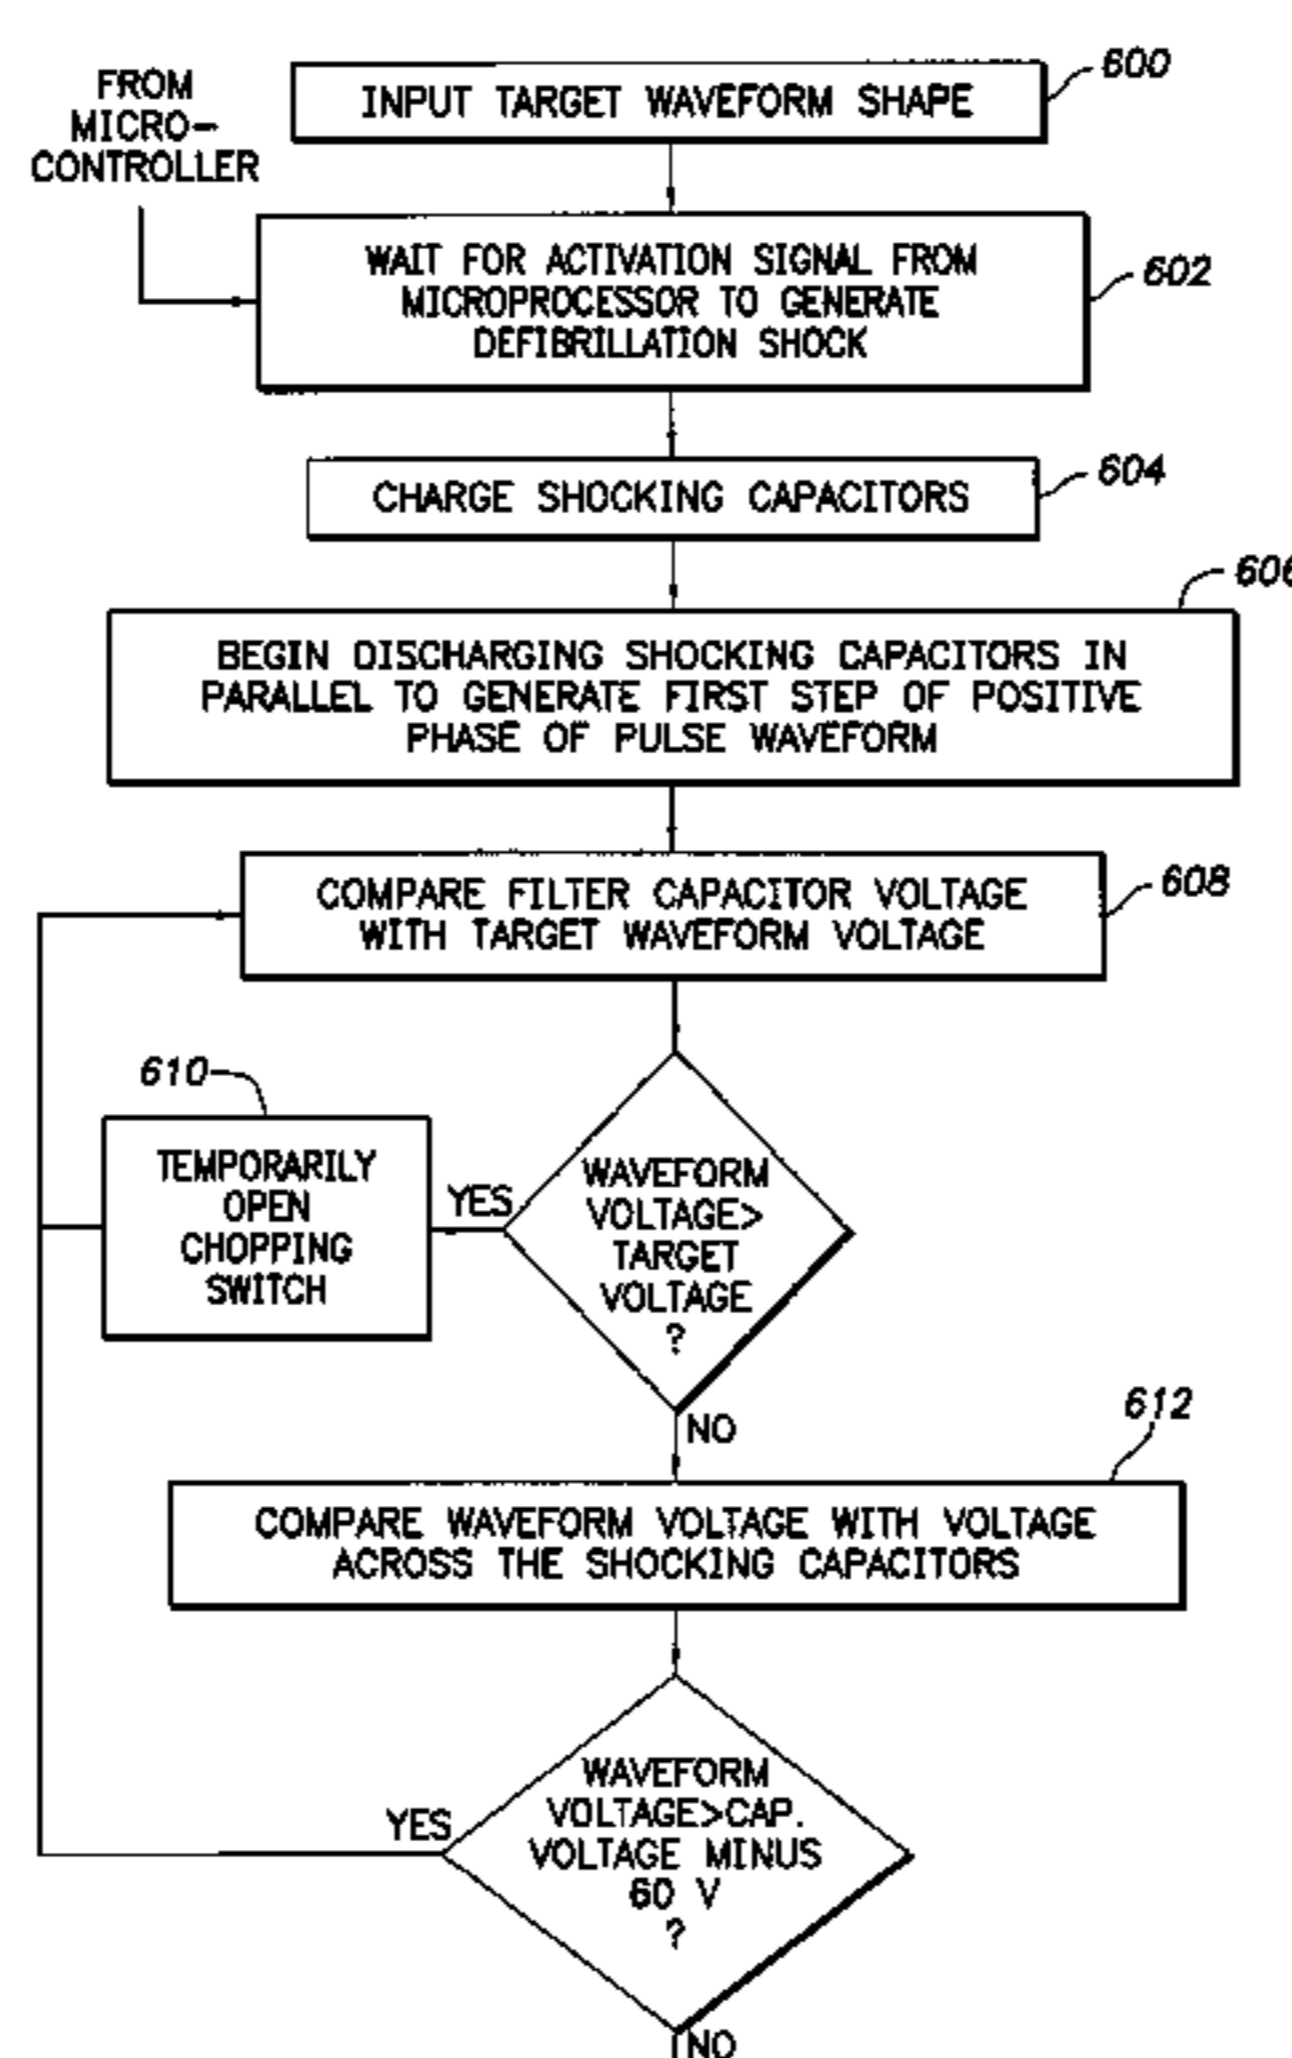 600
INPUT TARGET WAVEFORM SHAPE
FROM
MICRO-
CONTROLLER
602
WAIT FOR ACTIVATION SIGNAL FROM
MICROPROCESSOR TO GENERATE
DEFIBRILLATION SHOCK
604
CHARGE SHOCKING CAPACITORS
606
BEGIN DISCHARGING SHOCKING CAPACITORS IN
PARALLEL TO GENERATE FIRST STEP OF POSITIVE
PHASE OF PULSE WAVEFORM
608
COMPARE FILTER CAPACITOR VOLTAGE
WITH TARGET WAVEFORM VOLTAGE
610
TEMPORARILY
OPEN
CHOPPING
SWITCH
YES
WAVEFORM
VOLTAGE>
TARGET
VOLTAGE
?
NO
612
COMPARE WAVEFORM VOLTAGE WITH VOLTAGE
ACROSS THE SHOCKING CAPACITORS
YES
WAVEFORM
VOLTAGE>CAP.
VOLTAGE MINUS
60 V
?
NO